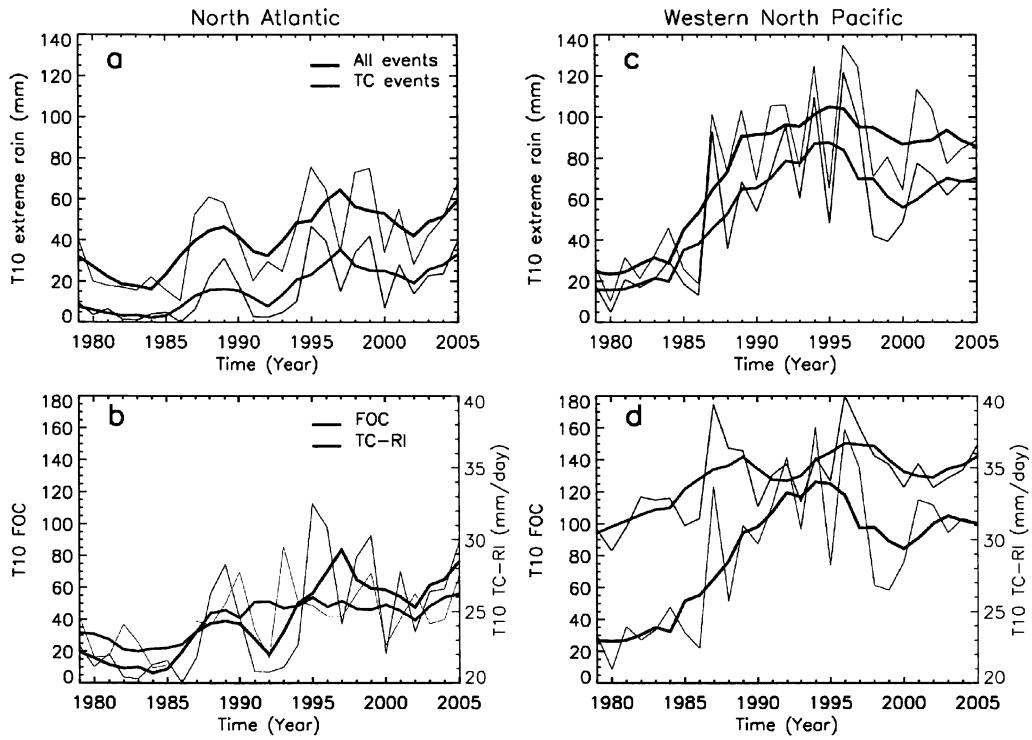 North Atlantic
Western North Pacific
a
All events
TC events
T10 extreme rain (mm)
140
120
100
80
60
40
20
0
1980 1985 1990 1995 2000 2005
Time (Year)
c
T10 extreme rain (mm)
140
120
100
80
60
40
20
0
1980 1985 1990 1995 2000 2005
Time (Year)
b
FOC
TC-RI
T10 FOC
180
160
140
120
100
80
60
40
20
0
40
35
30
25
20
T10 TC-RI (mm/day)
1980 1985 1990 1995 2000 2005
Time (Year)
d
T10 FOC
180
160
140
120
100
80
60
40
20
0
40
35
30
25
20
T10 TC-RI (mm/day)
1980 1985 1990 1995 2000 2005
Time (Year)